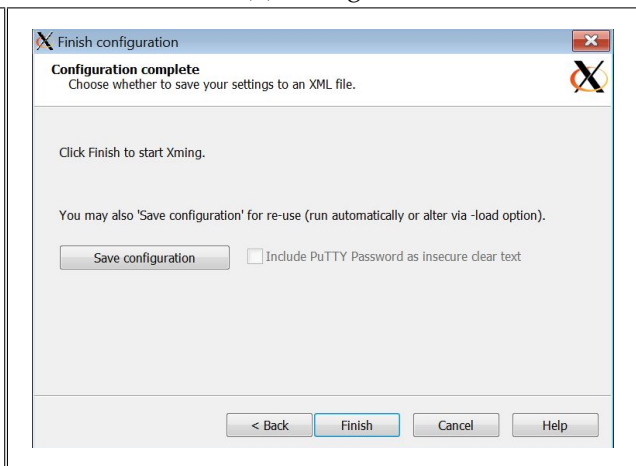 Finish configuration
Configuration complete
Choose whether to save your settings to an XML file.
Click Finish to start Xming.
You may also 'Save configuration' for re-use (run automatically or alter via -load option).
Save configuration Include PuTTY Password as insecure clear text
< Back Finish Cancel Help